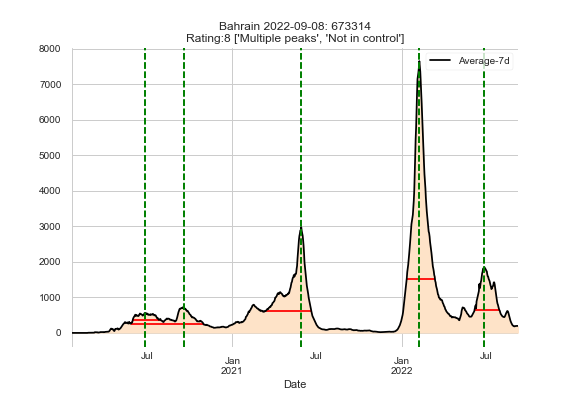 Bahrain 2022-09-08: 673314
Rating:8 ['Multiple peaks', 'Not in control']
Average-7d
8000
7000
6000
5000
4000
3000
2000
1000
0
Jul
Jan
2021
Jul
Jan
2022
Jul
Date